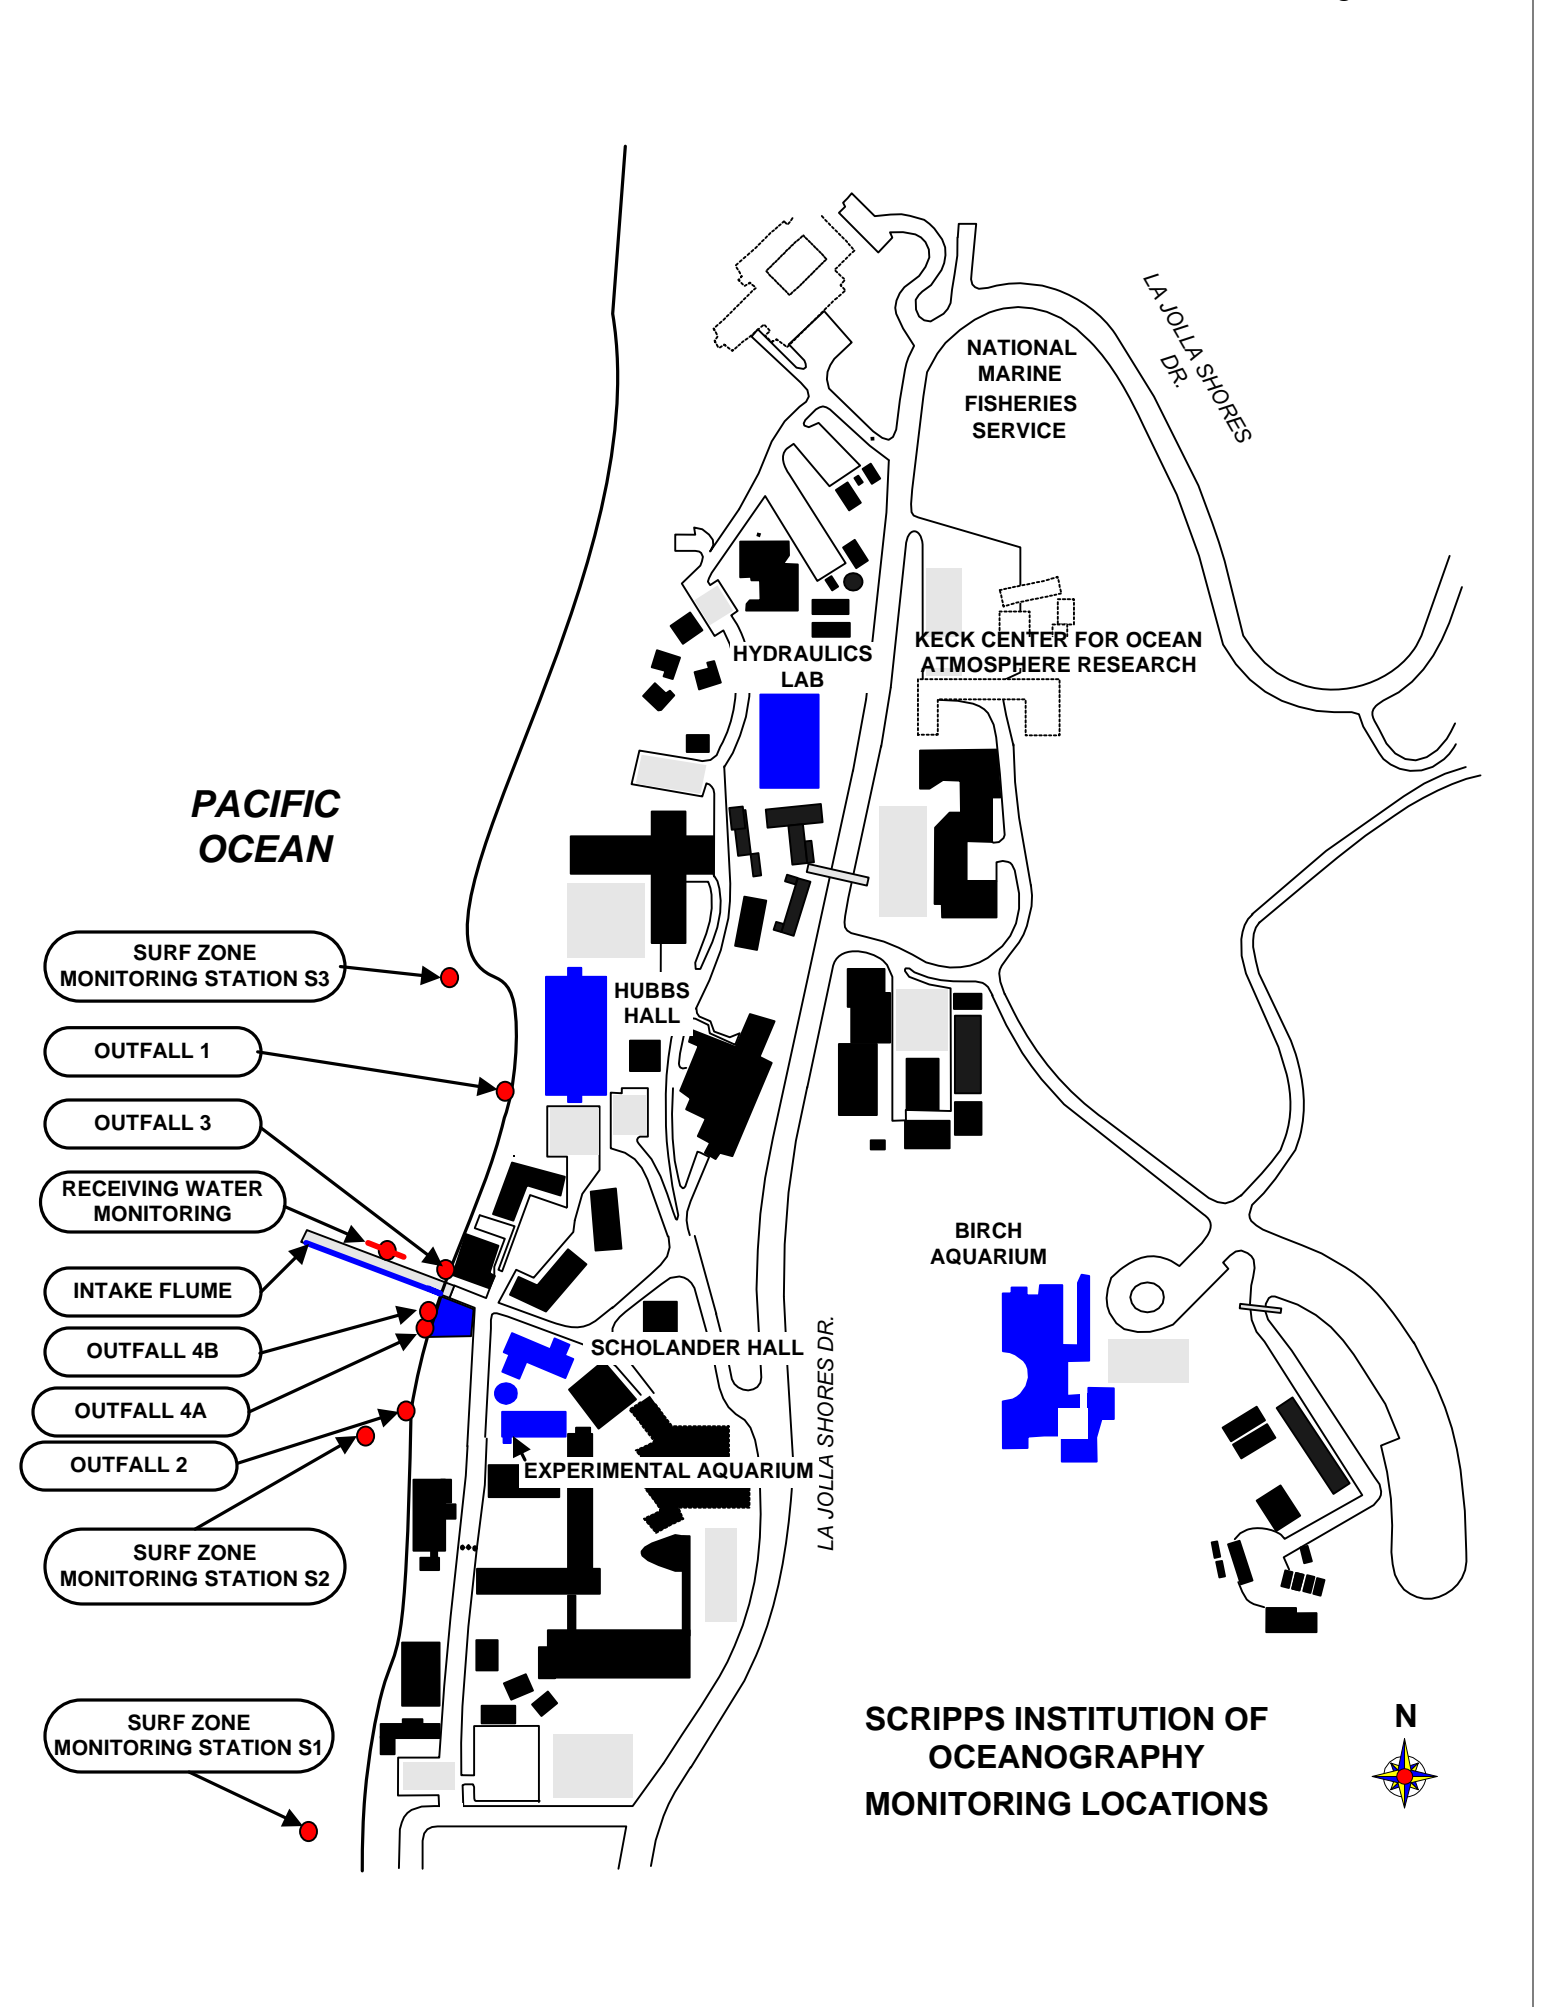 LA JOLLA SHORES
DR.
NATIONAL
MARINE
FISHERIES
SERVICE
HYDRAULICS
LAB
KECK CENTER FOR OCEAN
ATMOSPHERE RESEARCH
PACIFIC
OCEAN
SURF ZONE
MONITORING STATION S3
HUBBS
HALL
OUTFALL 1
OUTFALL 3
RECEIVING WATER
MONITORING
BIRCH
AQUARIUM
INTAKE FLUME
OUTFALL 4B
SCHOLANDER HALL
LA JOLLA SHORES DR.
OUTFALL 4A
OUTFALL 2
EXPERIMENTAL AQUARIUM
SURF ZONE
MONITORING STATION S2
SURF ZONE
MONITORING STATION S1
SCRIPPS INSTITUTION OF
OCEANOGRAPHY
MONITORING LOCATIONS
N